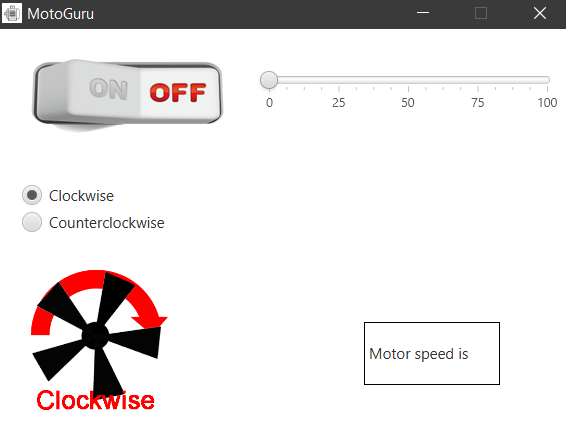 MotoGuru
ON OFF
0 25 50 75 100
Clockwise
Counterclockwise
Clockwise
Motor speed is